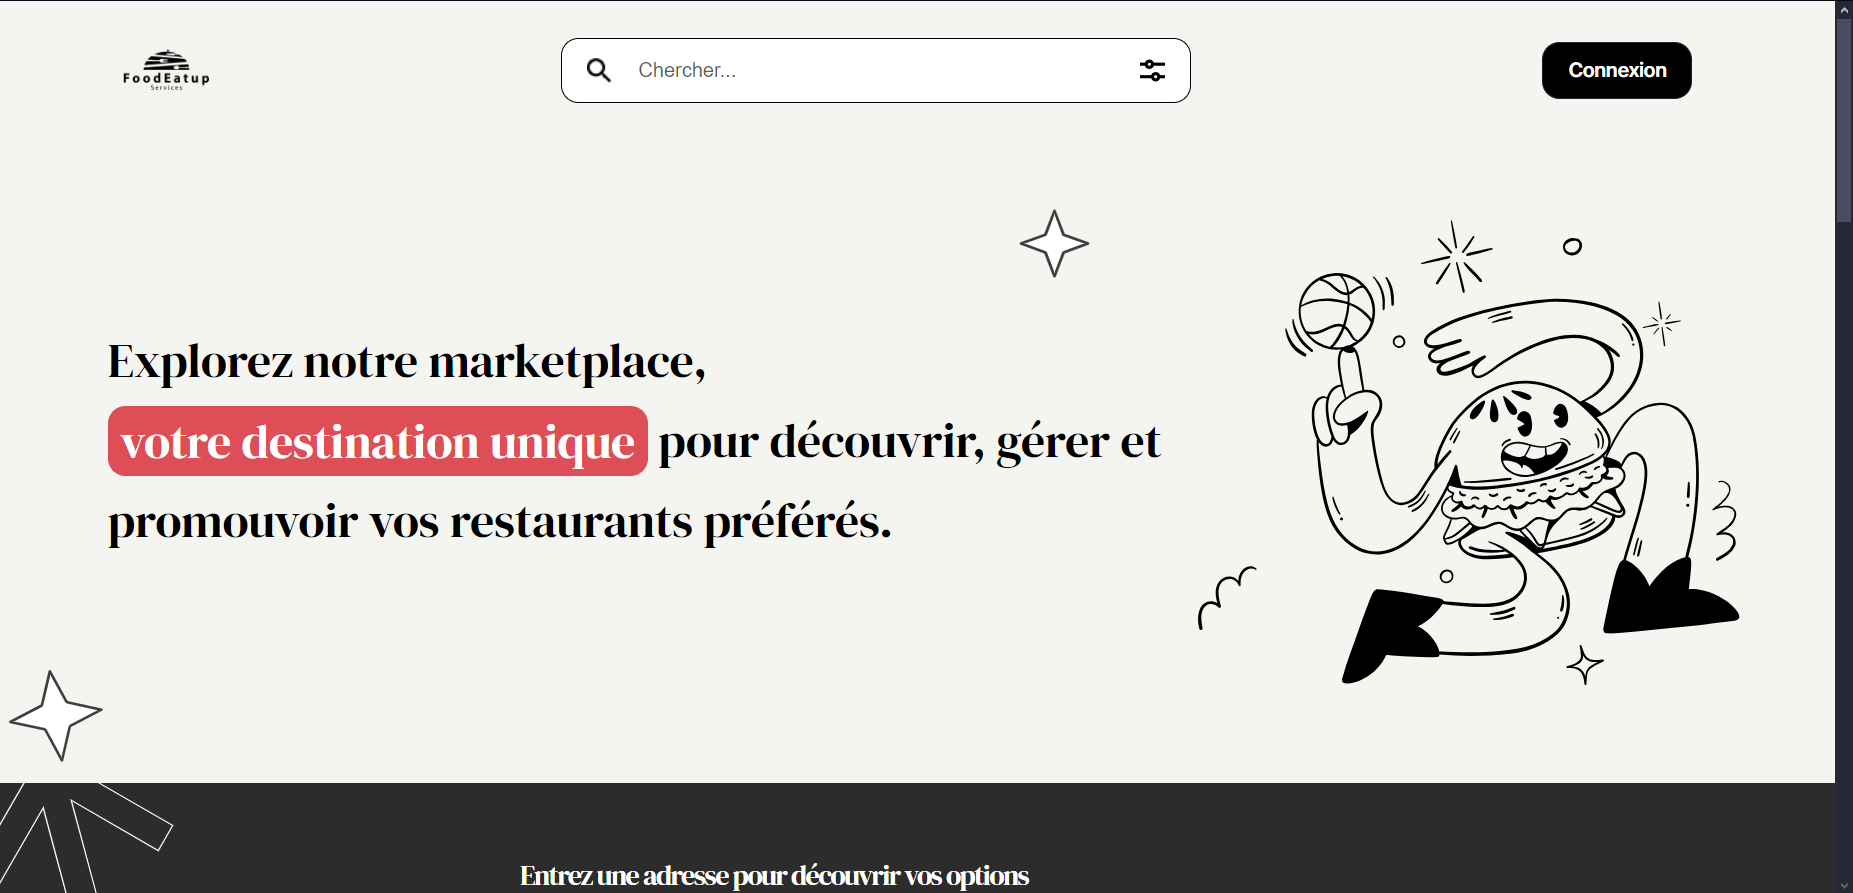 FoodEatup
Services
Chercher...
Connexion
Explorez notre marketplace,
votre destination unique pour découvrir, gérer et
promouvoir vos restaurants préférés.
Entrez une adresse pour découvrir vos options